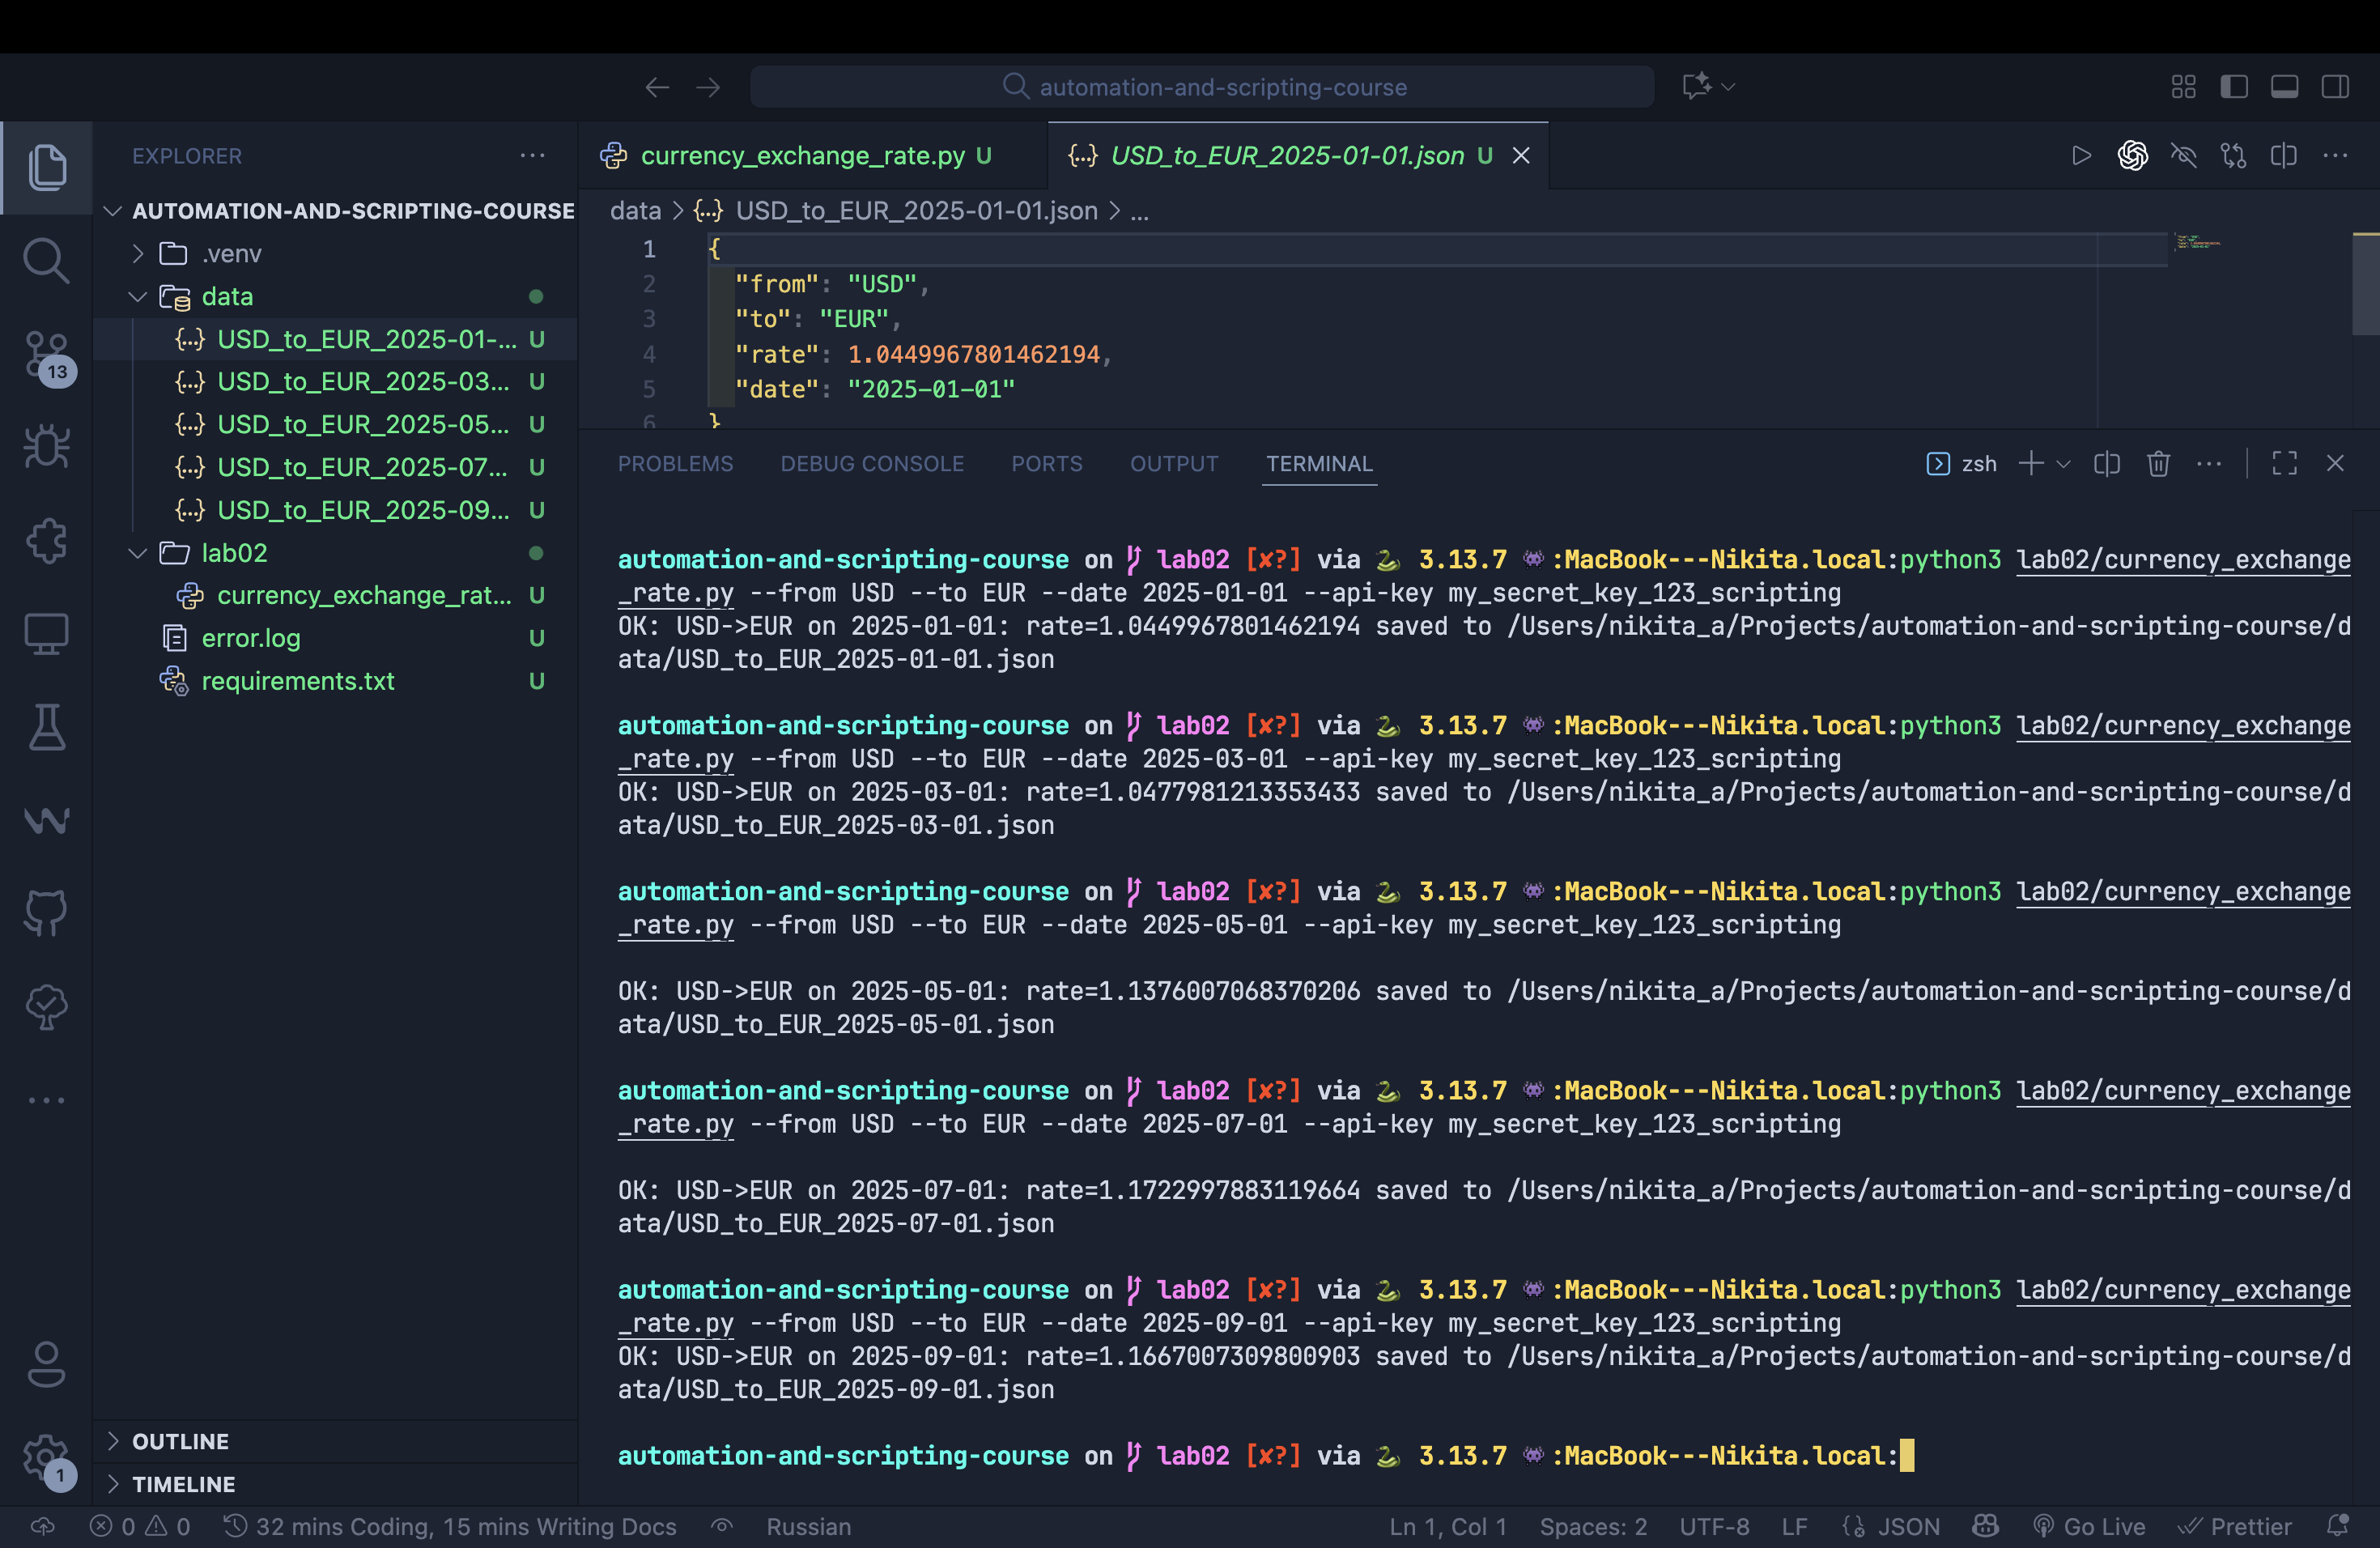 automation-and-scripting-course
EXPLORER
AUTOMATION-AND-SCRIPTING-COURSE
.venv
data
USD_to_EUR_2025-01-... U
USD_to_EUR_2025-03... U
USD_to_EUR_2025-05... U
USD_to_EUR_2025-07... U
USD_to_EUR_2025-09... U
lab02
currency_exchange_rat... U
error.log U
requirements.txt U
OUTLINE
TIMELINE
13
1
currency_exchange_rate.py U
{...} USD_to_EUR_2025-01-01.json U
data > {...} USD_to_EUR_2025-01-01.json > ...
1 {
2 "from": "USD",
3 "to": "EUR",
4 "rate": 1.0449967801462194,
5 "date": "2025-01-01"
6 }
PROBLEMS DEBUG CONSOLE PORTS OUTPUT TERMINAL zsh
automation-and-scripting-course on lab02 [✘?] via 🐍 3.13.7 👾:MacBook---Nikita.local:python3 lab02/currency_exchange
_rate.py --from USD --to EUR --date 2025-01-01 --api-key my_secret_key_123_scripting
OK: USD->EUR on 2025-01-01: rate=1.0449967801462194 saved to /Users/nikita_a/Projects/automation-and-scripting-course/d
ata/USD_to_EUR_2025-01-01.json
automation-and-scripting-course on lab02 [✘?] via 🐍 3.13.7 👾:MacBook---Nikita.local:python3 lab02/currency_exchange
_rate.py --from USD --to EUR --date 2025-03-01 --api-key my_secret_key_123_scripting
OK: USD->EUR on 2025-03-01: rate=1.0477981213353433 saved to /Users/nikita_a/Projects/automation-and-scripting-course/d
ata/USD_to_EUR_2025-03-01.json
automation-and-scripting-course on lab02 [✘?] via 🐍 3.13.7 👾:MacBook---Nikita.local:python3 lab02/currency_exchange
_rate.py --from USD --to EUR --date 2025-05-01 --api-key my_secret_key_123_scripting
OK: USD->EUR on 2025-05-01: rate=1.1376007068370206 saved to /Users/nikita_a/Projects/automation-and-scripting-course/d
ata/USD_to_EUR_2025-05-01.json
automation-and-scripting-course on lab02 [✘?] via 🐍 3.13.7 👾:MacBook---Nikita.local:python3 lab02/currency_exchange
_rate.py --from USD --to EUR --date 2025-07-01 --api-key my_secret_key_123_scripting
OK: USD->EUR on 2025-07-01: rate=1.1722997883119664 saved to /Users/nikita_a/Projects/automation-and-scripting-course/d
ata/USD_to_EUR_2025-07-01.json
automation-and-scripting-course on lab02 [✘?] via 🐍 3.13.7 👾:MacBook---Nikita.local:python3 lab02/currency_exchange
_rate.py --from USD --to EUR --date 2025-09-01 --api-key my_secret_key_123_scripting
OK: USD->EUR on 2025-09-01: rate=1.1667007309800903 saved to /Users/nikita_a/Projects/automation-and-scripting-course/d
ata/USD_to_EUR_2025-09-01.json
automation-and-scripting-course on lab02 [✘?] via 🐍 3.13.7 👾:MacBook---Nikita.local:
0 0 32 mins Coding, 15 mins Writing Docs Russian Ln 1, Col 1 Spaces: 2 UTF-8 LF JSON Go Live Prettier